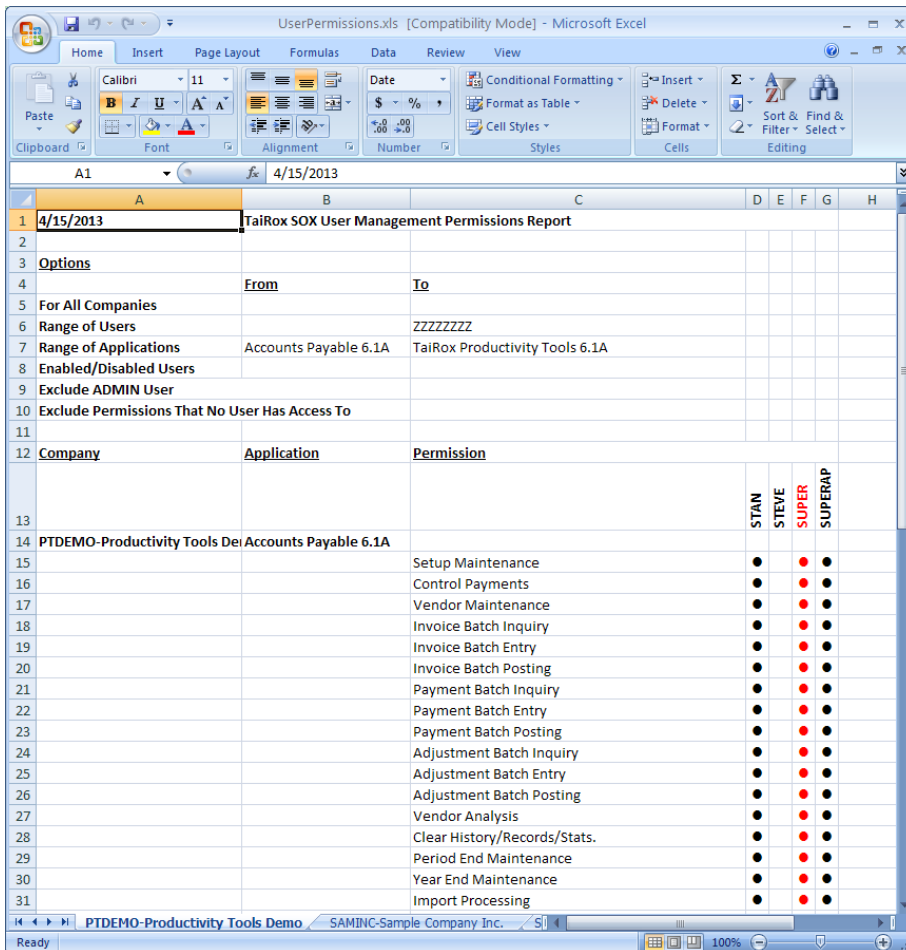 UserPermissions.xls [Compatibility Mode] - Microsoft Excel
Home Insert Page Layout Formulas Data Review View
Calibri 11 Date Conditional Formatting Insert Σ
Paste B I U A A $ % , Format as Table Delete Sort & Filter Find & Select
.0 .00 .00 .0 Cell Styles Format
Clipboard Font Alignment Number Styles Cells Editing
A1 fx 4/15/2013
A B C D E F G H
1 4/15/2013 TaiRox SOX User Management Permissions Report
2
3 Options
4 From To
5 For All Companies
6 Range of Users ZZZZZZZZ
7 Range of Applications Accounts Payable 6.1A TaiRox Productivity Tools 6.1A
8 Enabled/Disabled Users
9 Exclude ADMIN User
10 Exclude Permissions That No User Has Access To
11
12 Company Application Permission
13 STAN STEVE SUPER SUPERAP
14 PTDEMO-Productivity Tools De Accounts Payable 6.1A
15 Setup Maintenance ● ● ●
16 Control Payments ● ● ●
17 Vendor Maintenance ● ● ●
18 Invoice Batch Inquiry ● ● ●
19 Invoice Batch Entry ● ● ●
20 Invoice Batch Posting ● ● ●
21 Payment Batch Inquiry ● ● ●
22 Payment Batch Entry ● ● ●
23 Payment Batch Posting ● ● ●
24 Adjustment Batch Inquiry ● ● ●
25 Adjustment Batch Entry ● ● ●
26 Adjustment Batch Posting ● ● ●
27 Vendor Analysis ● ● ●
28 Clear History/Records/Stats. ● ● ●
29 Period End Maintenance ● ● ●
30 Year End Maintenance ● ● ●
31 Import Processing ● ● ●
PTDEMO-Productivity Tools Demo SAMINC-Sample Company Inc. S
Ready 100%